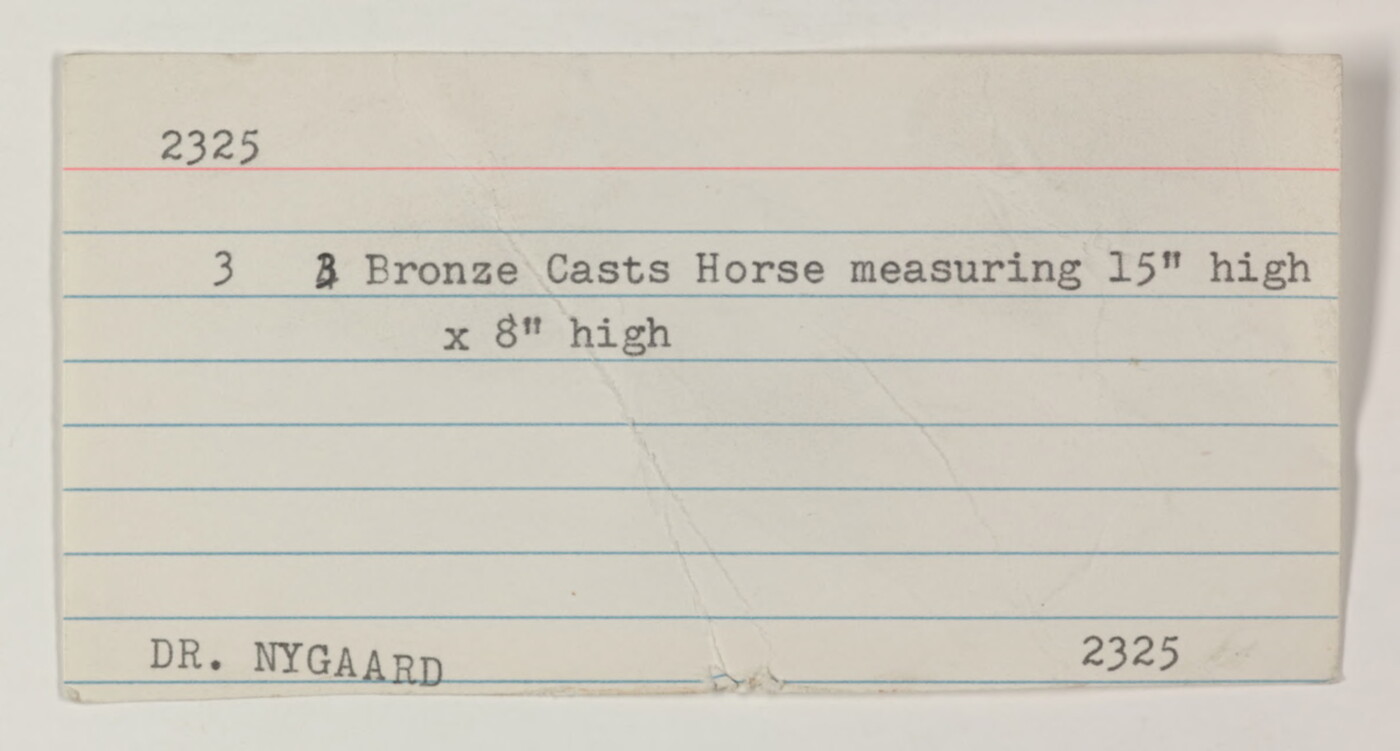 2325
3 3 Bronze Casts Horse measuring 15" high
x 8" high
DR. NYGAARD 2325